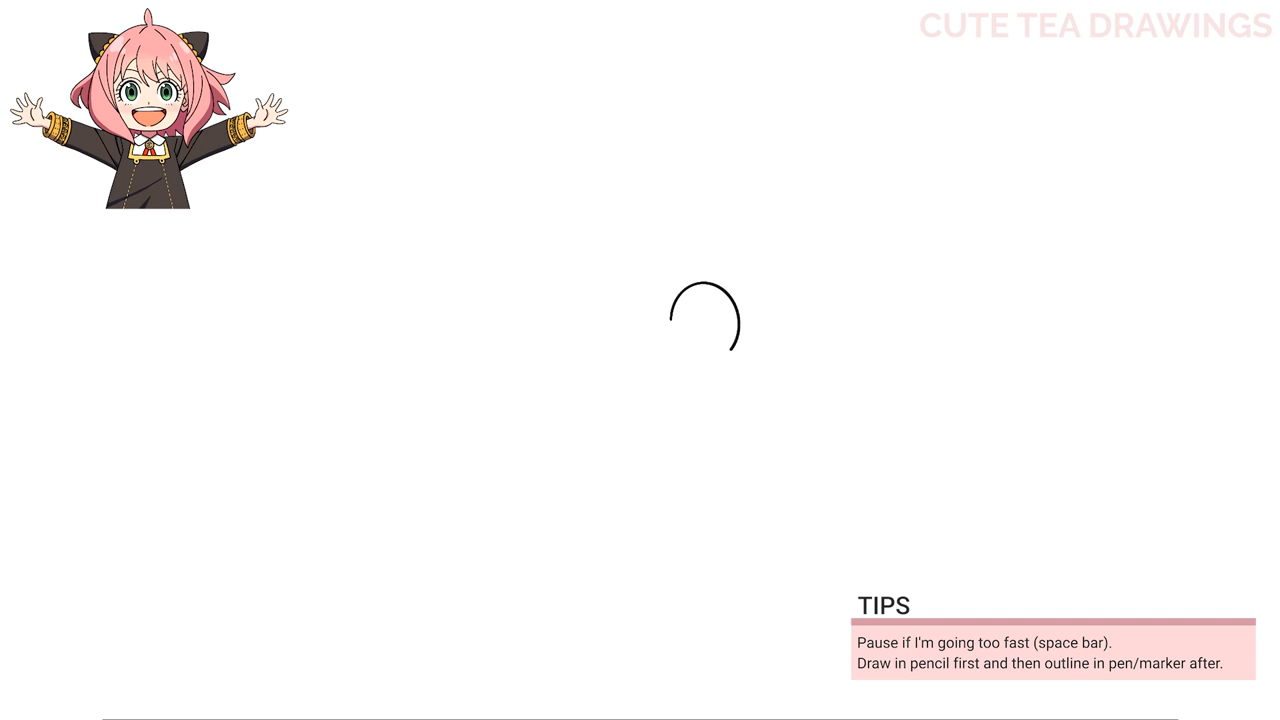 CUTE TEA DRAWINGS
TIPS
Pause if I'm going too fast (space bar).
Draw in pencil first and then outline in pen/marker after.